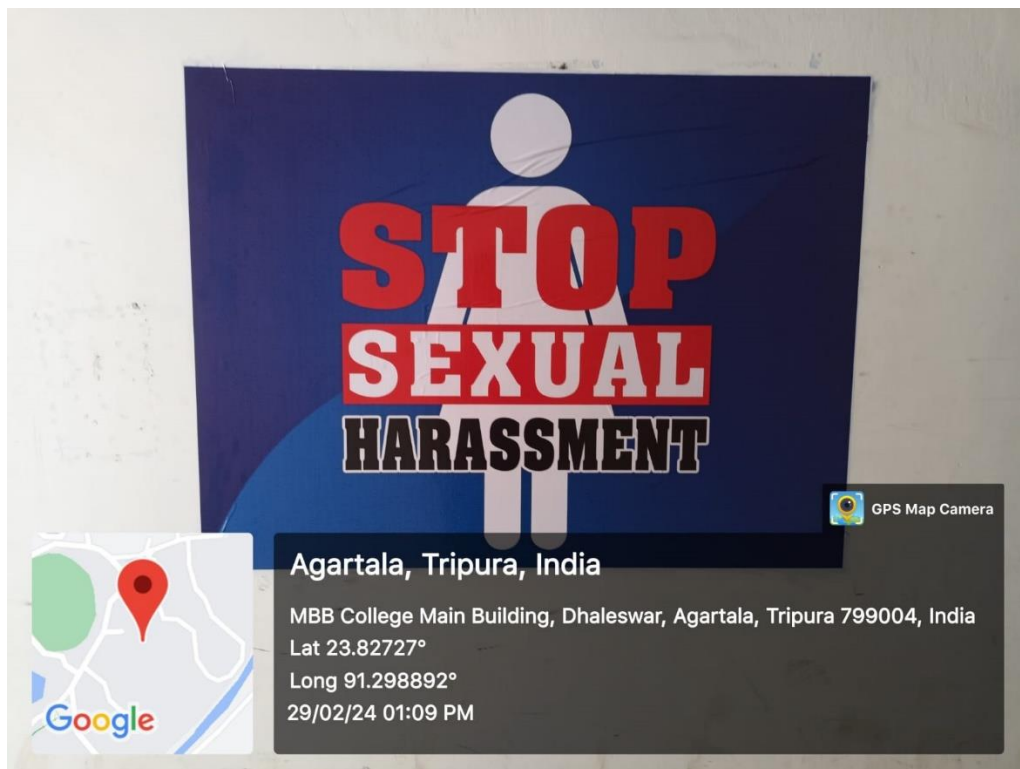 STOP
SEXUAL
HARASSMENT
GPS Map Camera
Agartala, Tripura, India
MBB College Main Building, Dhaleswar, Agartala, Tripura 799004, India
Lat 23.82727°
Long 91.298892°
29/02/24 01:09 PM
Google